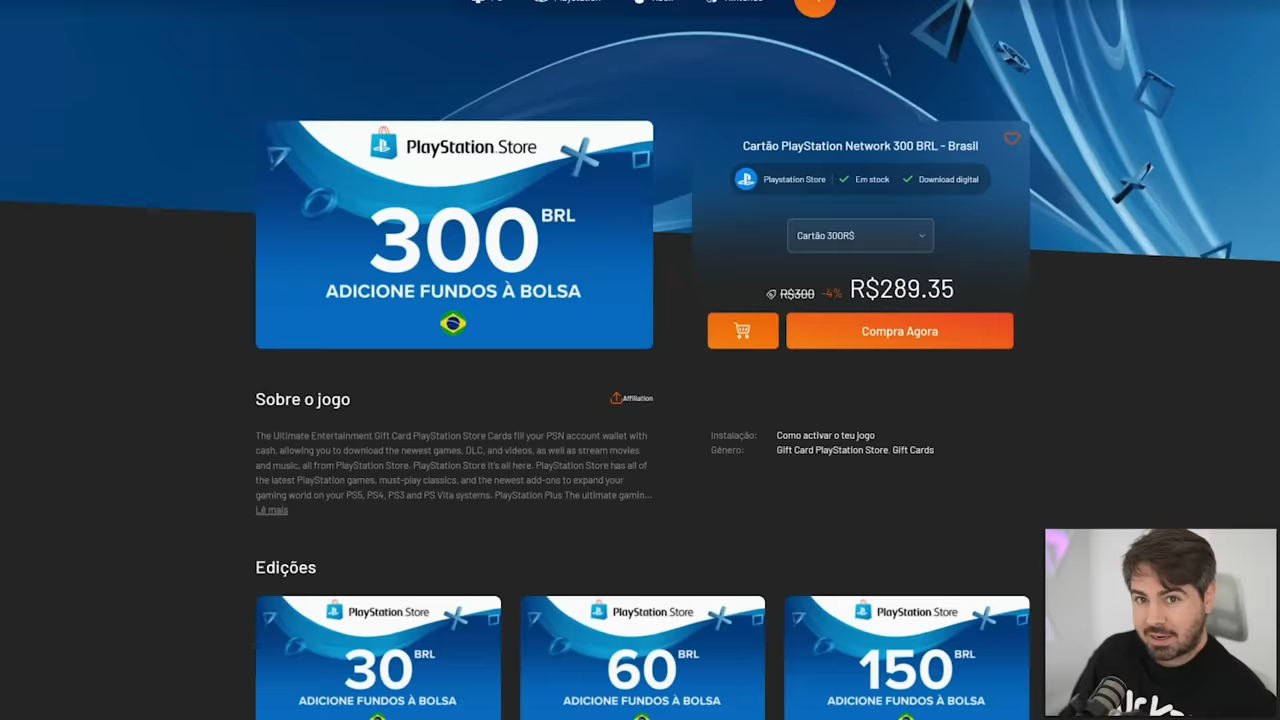 PlayStation Store
300 BRL
ADICIONE FUNDOS À BOLSA
Cartão PlayStation Network 300 BRL - Brasil
Playstation Store Em stock Download digital
Cartão 300R$
R$300 -4% R$289.35
Compra Agora
Sobre o jogo
Affiliation
The Ultimate Entertainment Gift Card PlayStation Store Cards fill your PSN account wallet with
cash, allowing you to download the newest games, DLC, and videos, as well as stream movies
and music, all from PlayStation Store. PlayStation Store It's all here. PlayStation Store has all of
the latest PlayStation games, must-play classics, and the newest add-ons to expand your
gaming world on your PS5, PS4, PS3 and PS Vita systems. PlayStation Plus The ultimate gamin...
Lê mais
Instalação: Como activar o teu jogo
Género: Gift Card PlayStation Store, Gift Cards
Edições
PlayStation Store
30 BRL
ADICIONE FUNDOS À BOLSA
PlayStation Store
60 BRL
ADICIONE FUNDOS À BOLSA
PlayStation Store
150 BRL
ADICIONE FUNDOS À BOLSA